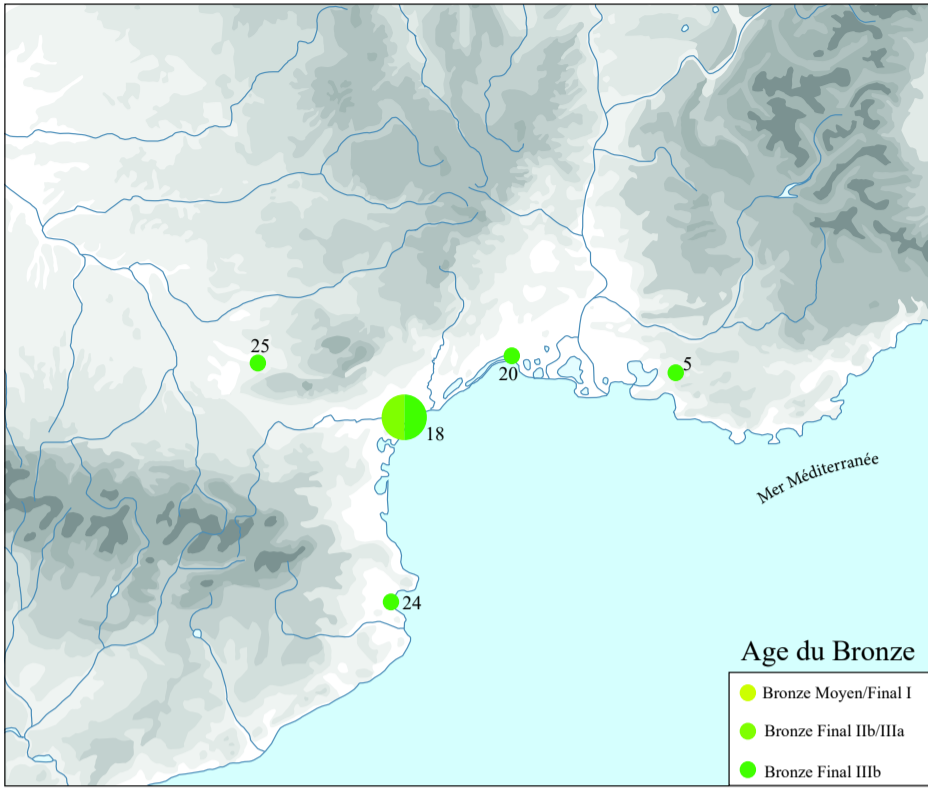 25
20
5
18
Mer Méditerranée
24
Age du Bronze
Bronze Moyen/Final I
Bronze Final IIb/IIIa
Bronze Final IIIb